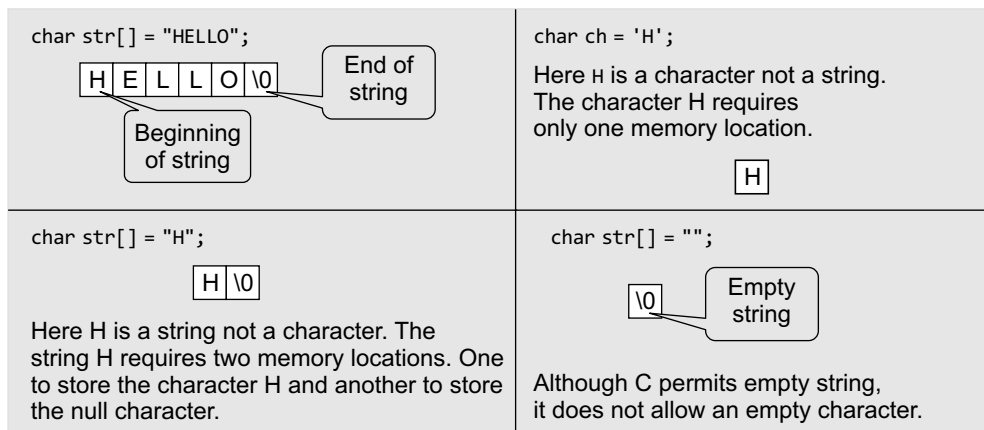 char str[] = "HELLO";
H E L L O \0
End of
string
Beginning
of string
char ch = 'H';
Here H is a character not a string.
The character H requires
only one memory location.
H
char str[] = "H";
H \0
Here H is a string not a character. The
string H requires two memory locations. One
to store the character H and another to store
the null character.
char str[] = "";
\0
Empty
string
Although C permits empty string,
it does not allow an empty character.